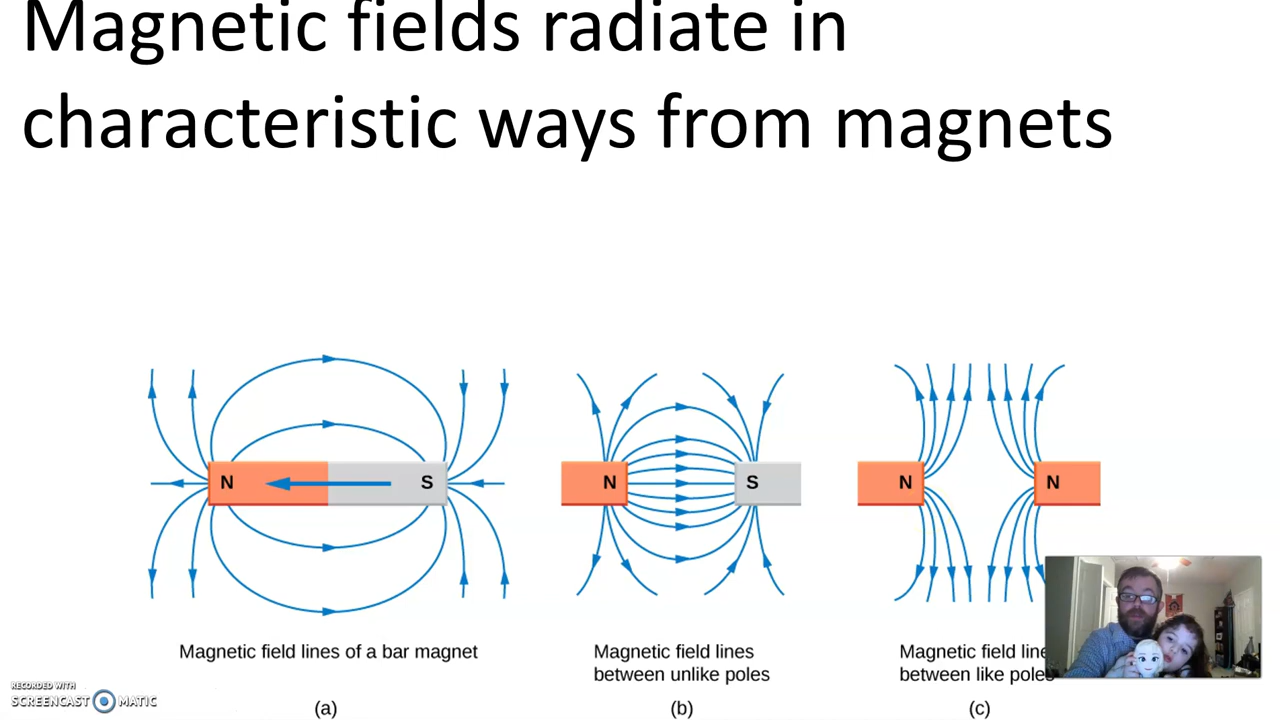 Magnetic fields radiate in
characteristic ways from magnets
N
S
N
S
N
N
Magnetic field lines of a bar magnet
Magnetic field lines
between unlike poles
Magnetic field line
between like poles
(a)
(b)
(c)
RECORDED WITH
SCREENCAST MATIC